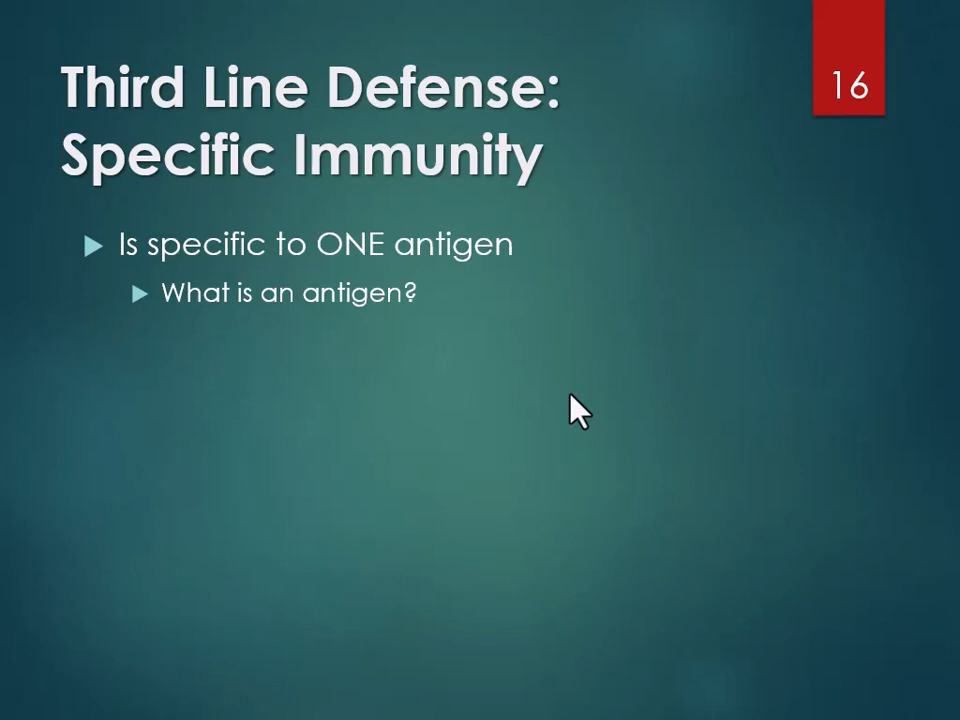 Third Line Defense:
Specific Immunity
16
Is specific to ONE antigen
What is an antigen?